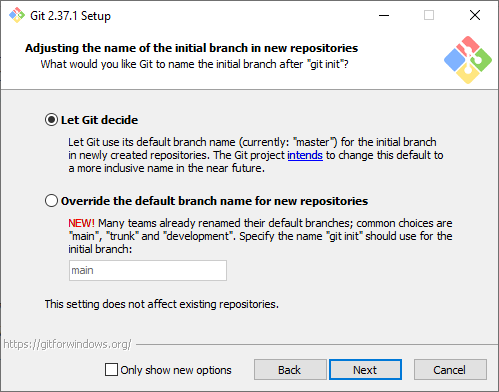 Git 2.37.1 Setup
Adjusting the name of the initial branch in new repositories
What would you like Git to name the initial branch after "git init"?
Let Git decide
Let Git use its default branch name (currently: "master") for the initial branch
in newly created repositories. The Git project intends to change this default to
a more inclusive name in the near future.
Override the default branch name for new repositories
NEW! Many teams already renamed their default branches; common choices are
"main", "trunk" and "development". Specify the name "git init" should use for the
initial branch:
main
This setting does not affect existing repositories.
https://gitforwindows.org/
Only show new options
Back
Next
Cancel